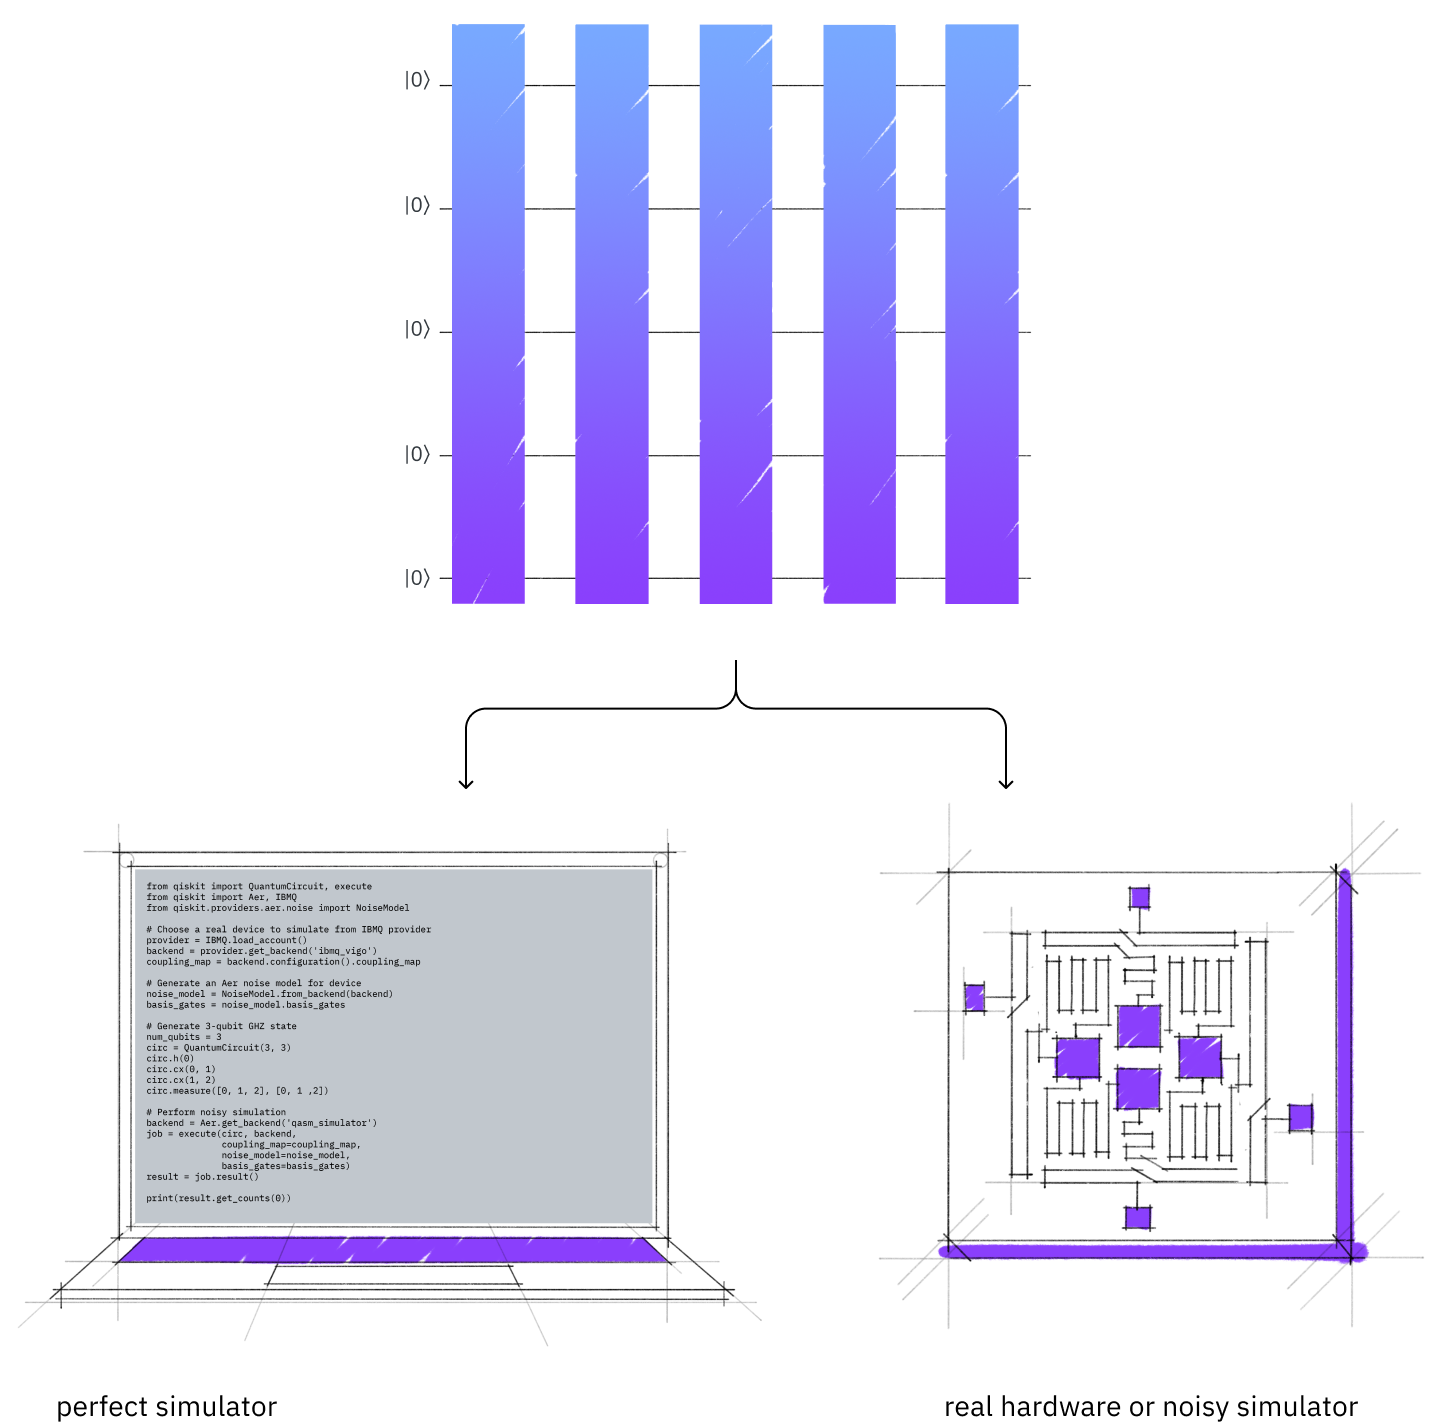 |0⟩
|0⟩
|0⟩
|0⟩
|0⟩
from qiskit import QuantumCircuit, execute
from qiskit import Aer, IBMQ
from qiskit.providers.aer.noise import NoiseModel
# Choose a real device to simulate from IBMQ provider
provider = IBMQ.load_account()
backend = provider.get_backend('ibmq_vigo')
coupling_map = backend.configuration().coupling_map
# Generate an Aer noise model for device
noise_model = NoiseModel.from_backend(backend)
basis_gates = noise_model.basis_gates
# Generate 3-qubit GHZ state
num_qubits = 3
circ = QuantumCircuit(3, 3)
circ.h(0)
circ.cx(0, 1)
circ.cx(1, 2)
circ.measure([0, 1, 2], [0, 1 ,2])
# Perform noisy simulation
backend = Aer.get_backend('qasm_simulator')
job = execute(circ, backend,
coupling_map=coupling_map,
noise_model=noise_model,
basis_gates=basis_gates)
result = job.result()
print(result.get_counts(0))
perfect simulator
real hardware or noisy simulator